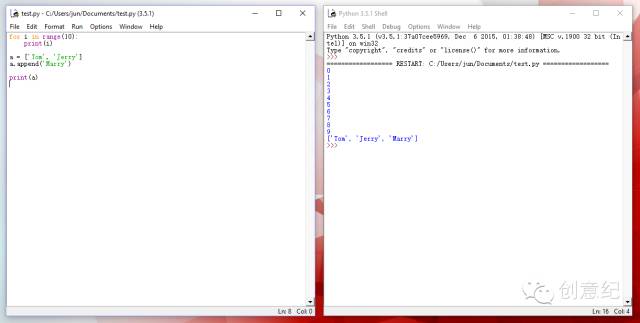 test.py - C:/Users/jun/Documents/test.py (3.5.1)
File Edit Format Run Options Window Help
for i in range(10):
    print(i)
a = ['Tom', 'Jerry']
a.append('Marry')
print(a)
Ln: 8 Col: 0
Python 3.5.1 Shell
File Edit Shell Debug Options Window Help
Python 3.5.1 (v3.5.1:37a07cee5969, Dec  6 2015, 01:38:48) [MSC v.1900 32 bit (In
tel)] on win32
Type "copyright", "credits" or "license()" for more information.
>>>
================== RESTART: C:/Users/jun/Documents/test.py ==================
0
1
2
3
4
5
6
7
8
9
['Tom', 'Jerry', 'Marry']
>>>
创意纪
Ln: 16 Col: 4